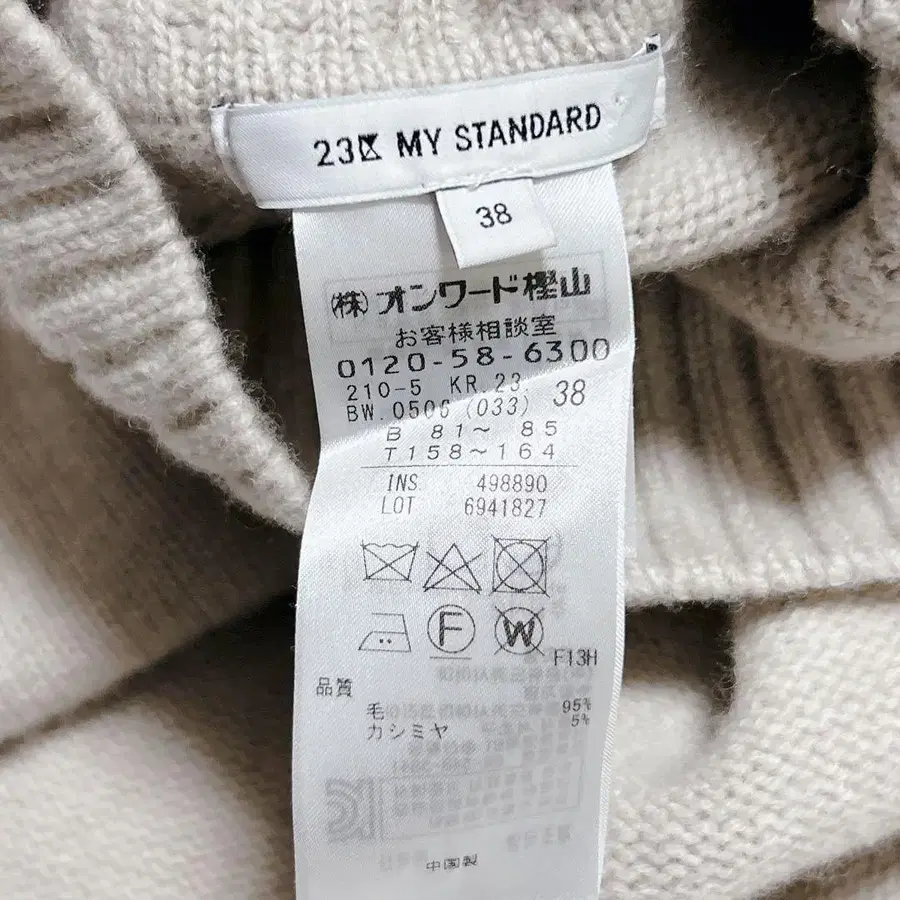 23区 MY STANDARD
38
(株)オンワード樫山
お客様相談室
0120-58-6300
210-5 KR.23.
BW.0506 (033) 38
B 81~ 85
T158~164
INS. 498890
LOT 6941827
F
W
F13H
品質
毛 95%
カシミヤ 5%
中国製